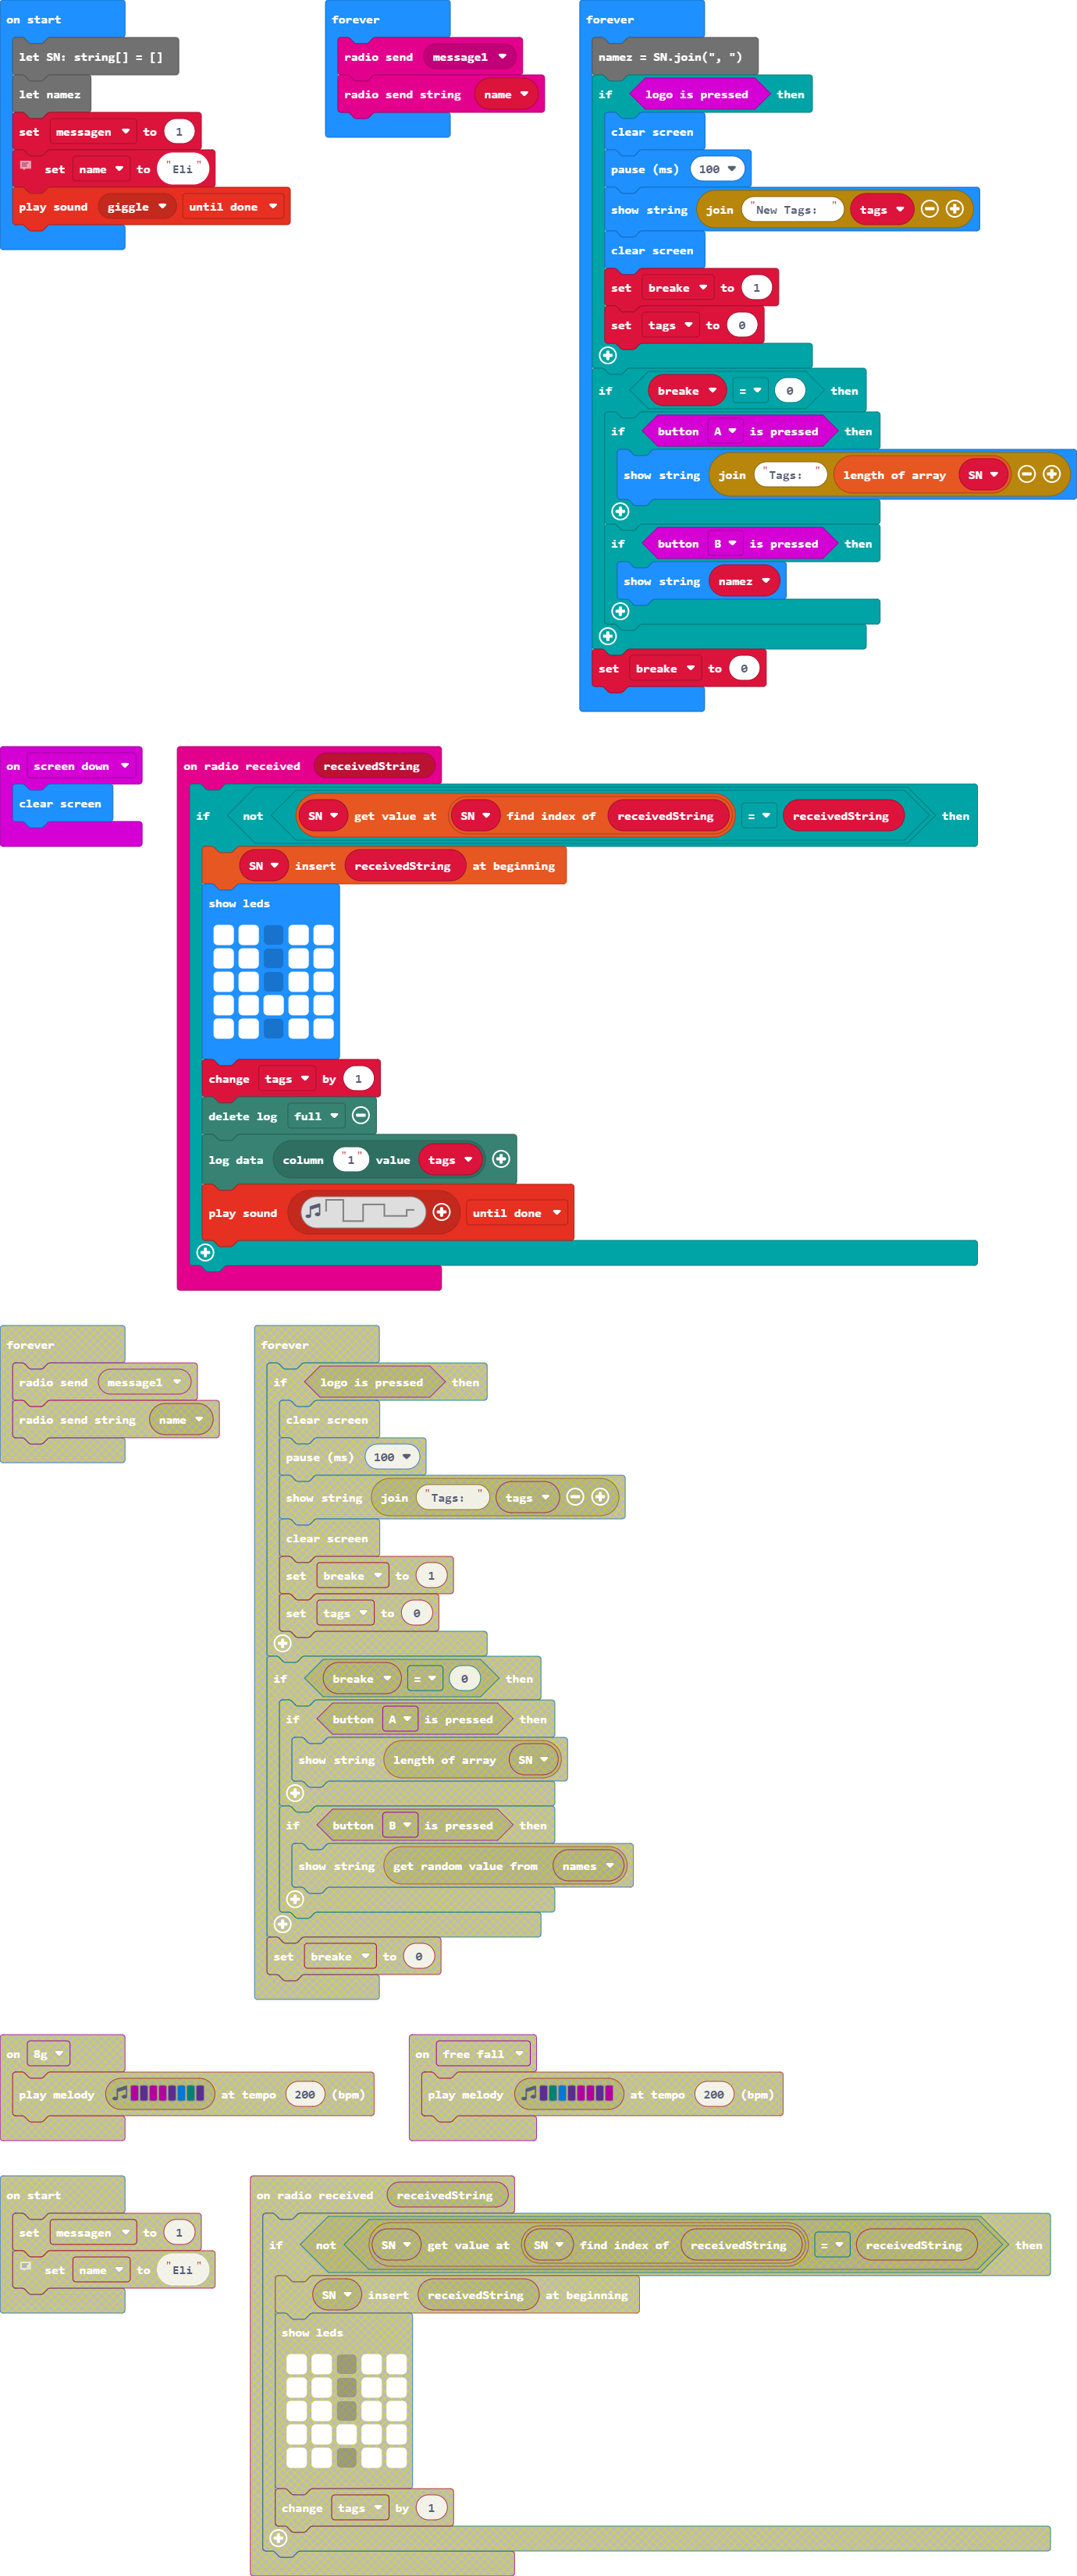 on start
let SN: string[] = []
let namez
set messagen to 1
set name to "Eli"
play sound giggle until done
forever
radio send message1
radio send string name
forever
namez = SN.join(", ")
if logo is pressed then
clear screen
pause (ms) 100
show string join "New Tags: " tags
clear screen
set breake to 1
set tags to 0
if breake = 0 then
if button A is pressed then
show string join "Tags: " length of array SN
if button B is pressed then
show string namez
set breake to 0
on screen down
clear screen
on radio received receivedString
if not SN get value at SN find index of receivedString = receivedString then
SN insert receivedString at beginning
show leds
change tags by 1
delete log full
log data column "1" value tags
play sound until done
forever
radio send message1
radio send string name
forever
if logo is pressed then
clear screen
pause (ms) 100
show string join "Tags: " tags
clear screen
set breake to 1
set tags to 0
if breake = 0 then
if button A is pressed then
show string length of array SN
if button B is pressed then
show string get random value from names
set breake to 0
on 8g
play melody at tempo 200 (bpm)
on free fall
play melody at tempo 200 (bpm)
on start
set messagen to 1
set name to "Eli"
on radio received receivedString
if not SN get value at SN find index of receivedString = receivedString then
SN insert receivedString at beginning
show leds
change tags by 1